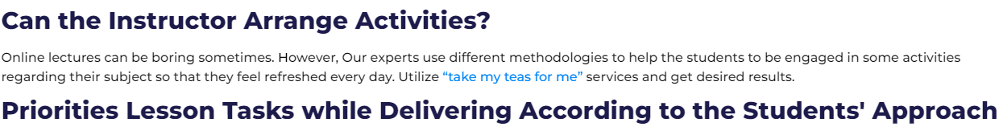 Can the Instructor Arrange Activities?
Online lectures can be boring sometimes. However, Our experts use different methodologies to help the students to be engaged in some activities
regarding their subject so that they feel refreshed every day. Utilize “take my teas for me” services and get desired results.
Priorities Lesson Tasks while Delivering According to the Students' Approach